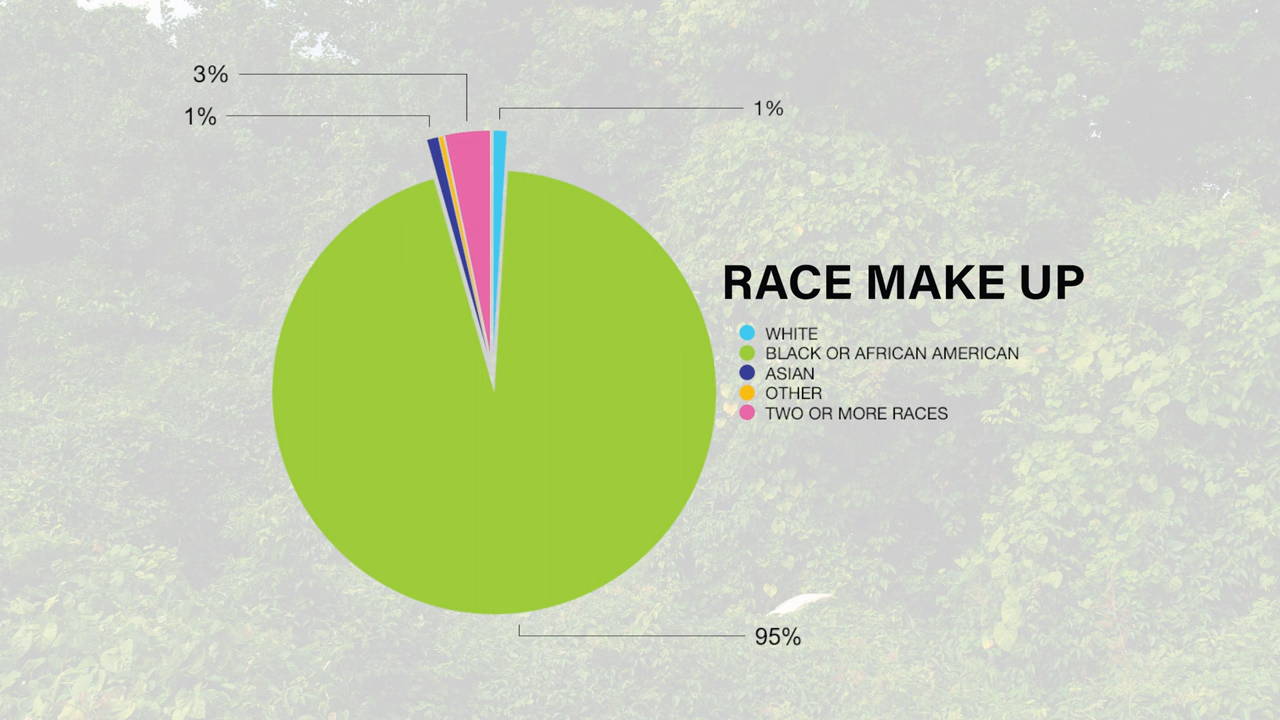 3%
1%
1%
RACE MAKE UP
WHITE
BLACK OR AFRICAN AMERICAN
ASIAN
OTHER
TWO OR MORE RACES
95%